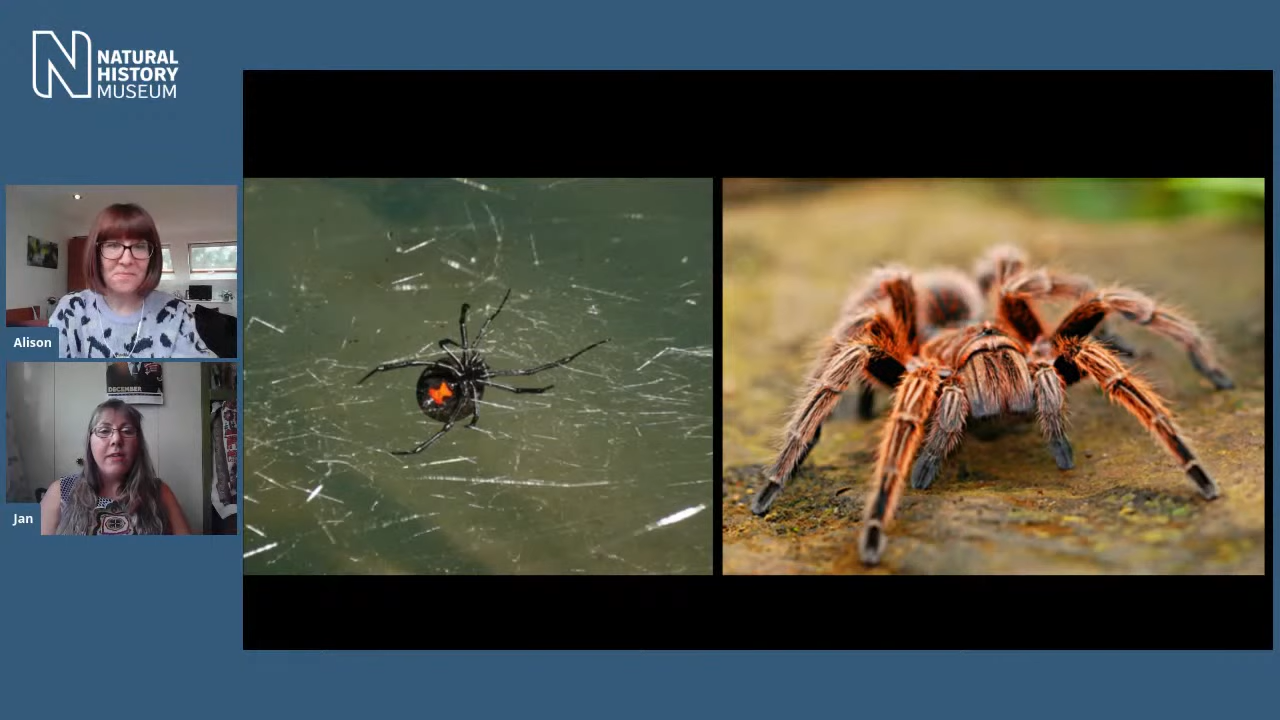 NATURAL
HISTORY
MUSEUM
Alison
DECEMBER
Jan